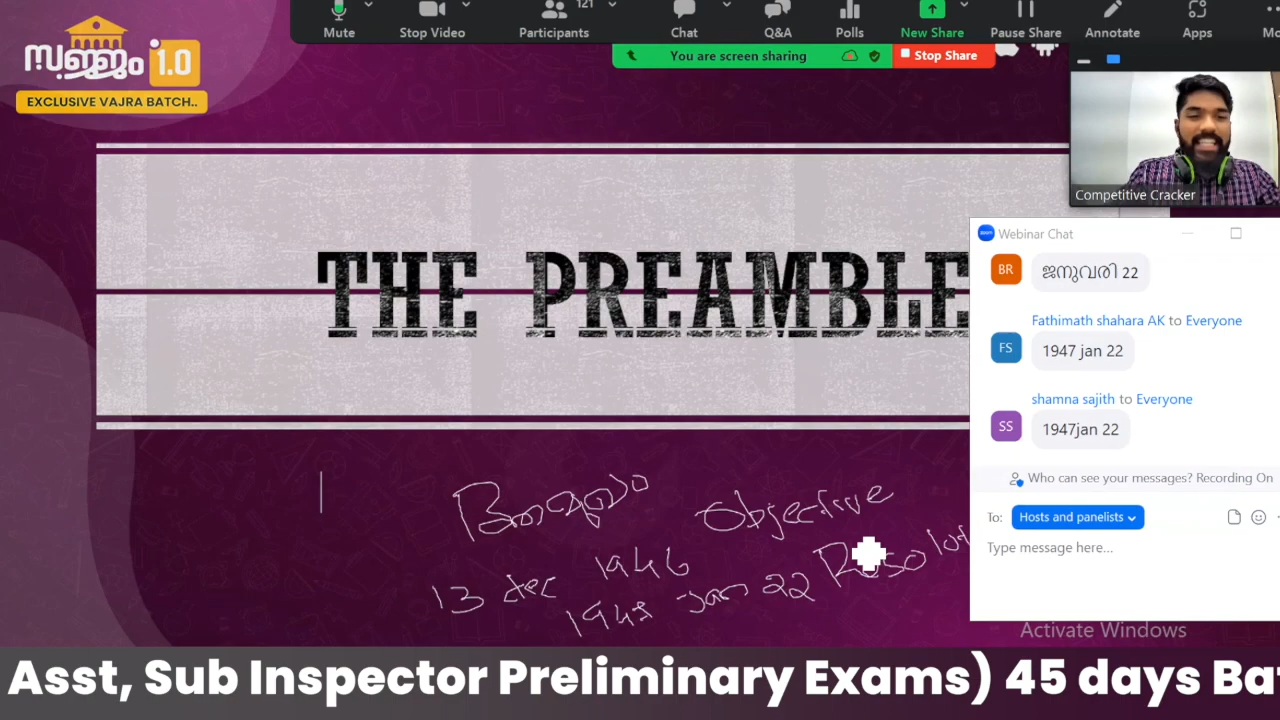 Mute
Stop Video
121
Participants
Chat
Q&A
Polls
New Share
Pause Share
Annotate
Apps
You are screen sharing
Stop Share
1.0
EXCLUSIVE VAJRA BATCH..
Competitive Cracker
THE PREAMBLE
Webinar Chat
BR
ജനുവരി 22
Fathimath shahara AK to Everyone
FS
1947 jan 22
shamna sajith to Everyone
SS
1947jan 22
Who can see your messages? Recording On
To: Hosts and panelists
Type message here...
Objective
1946
13 dec
jan 22
Activate Windows
Asst, Sub Inspector Preliminary Exams) 45 days